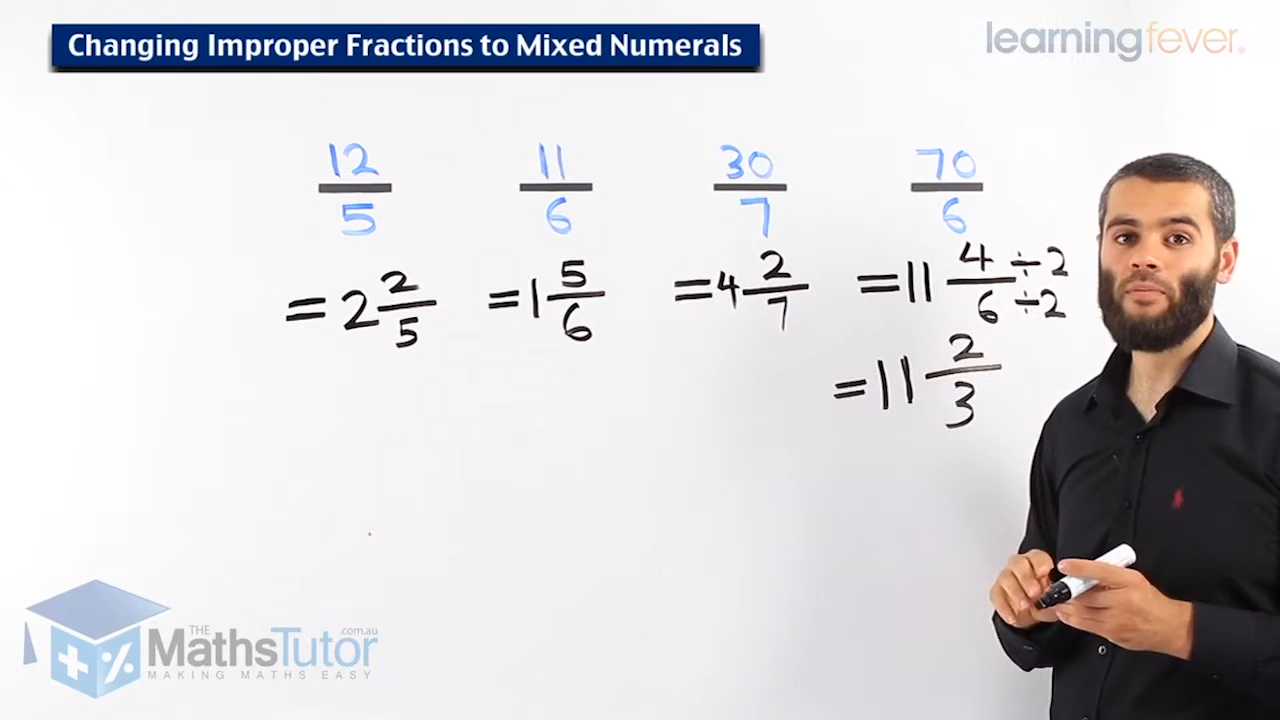 Changing Improper Fractions to Mixed Numerals
learningfever®
12/5 11/6 30/7 70/6
= 2 2/5 = 1 5/6 = 4 2/7 = 11 4/6 ÷2 ÷2
= 11 2/3
+ %
THE MathsTutor .com.au
MAKING MATHS EASY